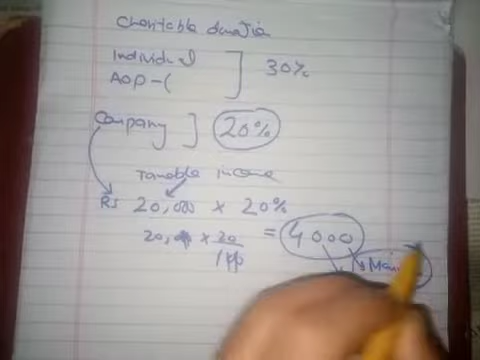 Charitable donation
Individual
AOP-(
30%
Company
20%
Taxable income
Rs 20,000 x 20%
20,000 x 20/100
= 4000